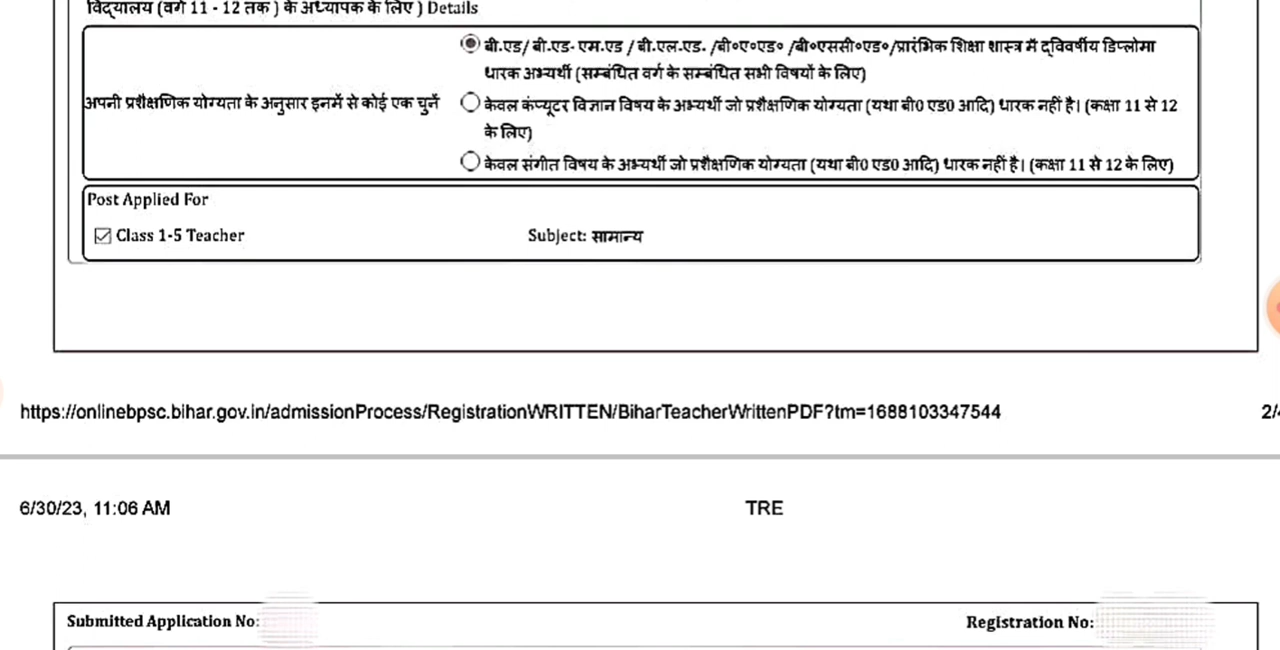 विद्यालय (वर्ग 11 - 12 तक ) के अध्यापक के लिए ) Details
बी.एड/ बी.एड- एम.एड / बी.एल.एड. /बी०ए०एड० /बी०एससी०एड०/प्रारंभिक शिक्षा शास्त्र में द्विवर्षीय डिप्लोमा
धारक अभ्यर्थी (सम्बंधित वर्ग के सम्बंधित सभी विषयों के लिए)
अपनी प्रशैक्षणिक योग्यता के अनुसार इनमें से कोई एक चुनें
केवल कंप्यूटर विज्ञान विषय के अभ्यर्थी जो प्रशैक्षणिक योग्यता (यथा बी0 एड0 आदि) धारक नहीं है। (कक्षा 11 से 12
के लिए)
केवल संगीत विषय के अभ्यर्थी जो प्रशैक्षणिक योग्यता (यथा बी0 एड0 आदि) धारक नहीं है। (कक्षा 11 से 12 के लिए)
Post Applied For
Class 1-5 Teacher Subject: सामान्य
https://onlinebpsc.bihar.gov.in/admissionProcess/RegistrationWRITTEN/BiharTeacherWrittenPDF?tm=1688103347544 2/
6/30/23, 11:06 AM TRE
Submitted Application No: Registration No: